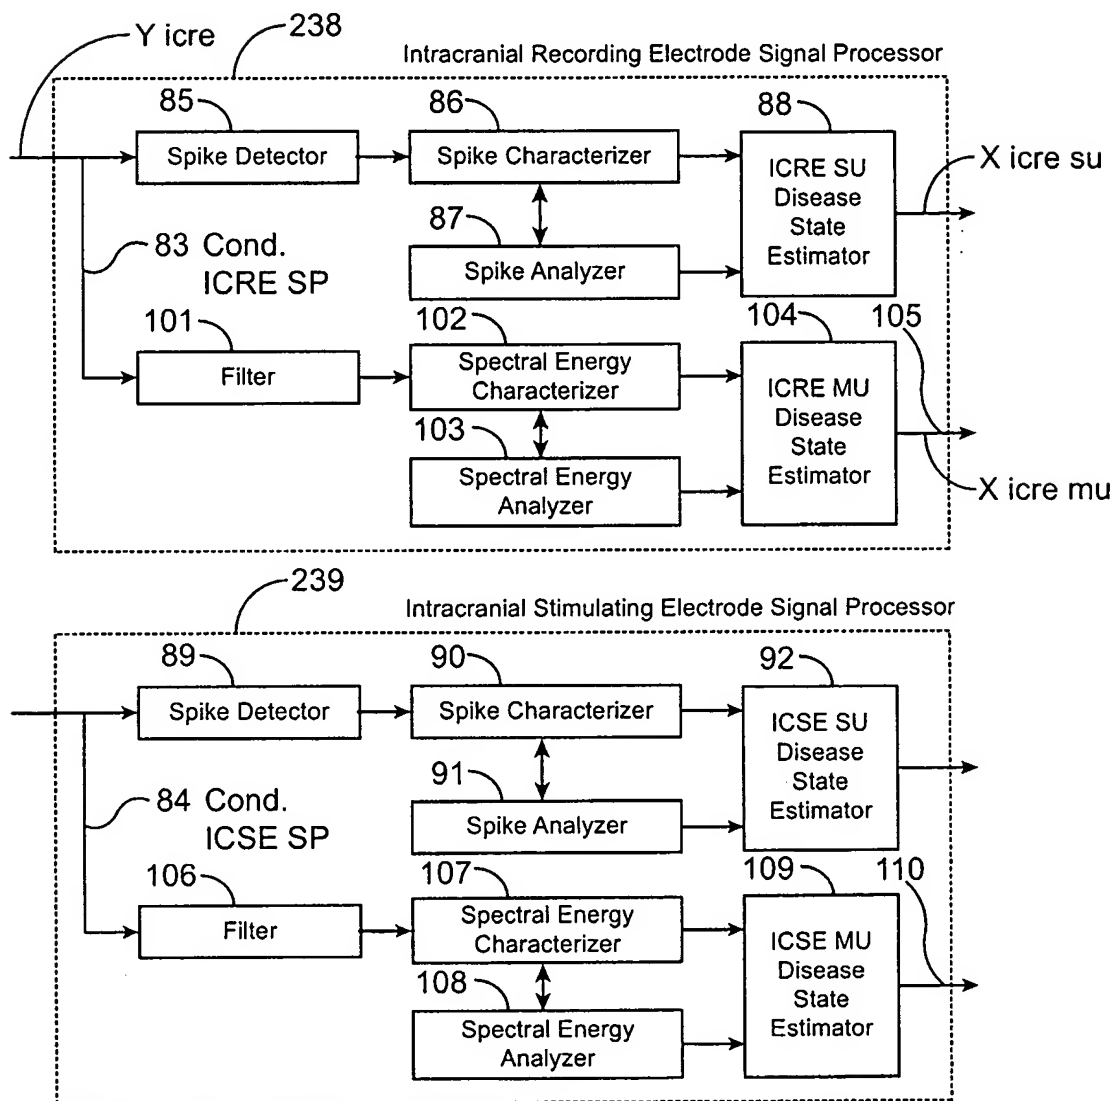 Y icre
238
Intracranial Recording Electrode Signal Processor
85
86
88
Spike Detector
Spike Characterizer
ICRE SU
Disease
State
Estimator
X icre su
87
Spike Analyzer
83 Cond.
ICRE SP
101
102
104
105
Filter
Spectral Energy
Characterizer
ICRE MU
Disease
State
Estimator
103
Spectral Energy
Analyzer
X icre mu
239
Intracranial Stimulating Electrode Signal Processor
89
90
92
Spike Detector
Spike Characterizer
ICSE SU
Disease
State
Estimator
91
Spike Analyzer
84 Cond.
ICSE SP
106
107
109
110
Filter
Spectral Energy
Characterizer
ICSE MU
Disease
State
Estimator
108
Spectral Energy
Analyzer